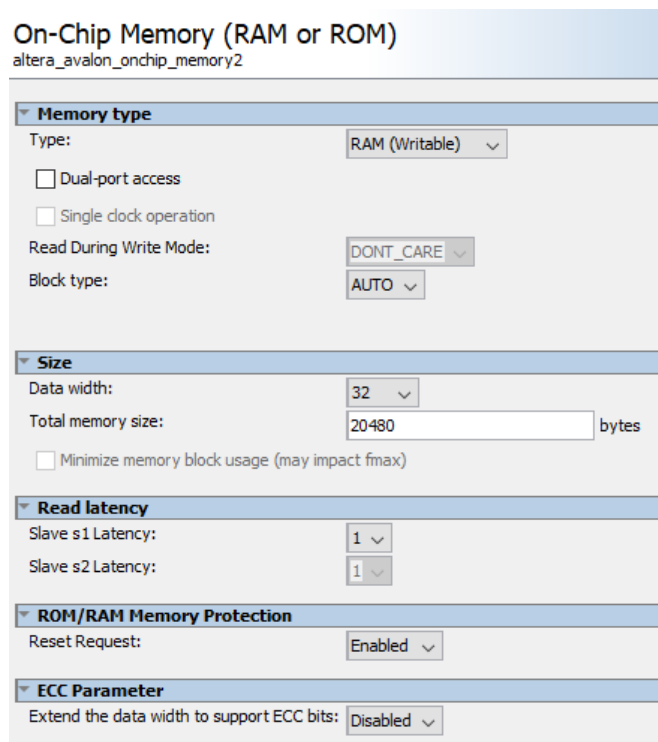 On-Chip Memory (RAM or ROM)
altera_avalon_onchip_memory2
Memory type
Type: RAM (Writable)
Dual-port access
Single clock operation
Read During Write Mode: DONT_CARE
Block type: AUTO
Size
Data width: 32
Total memory size: 20480 bytes
Minimize memory block usage (may impact fmax)
Read latency
Slave s1 Latency: 1
Slave s2 Latency: 1
ROM/RAM Memory Protection
Reset Request: Enabled
ECC Parameter
Extend the data width to support ECC bits: Disabled